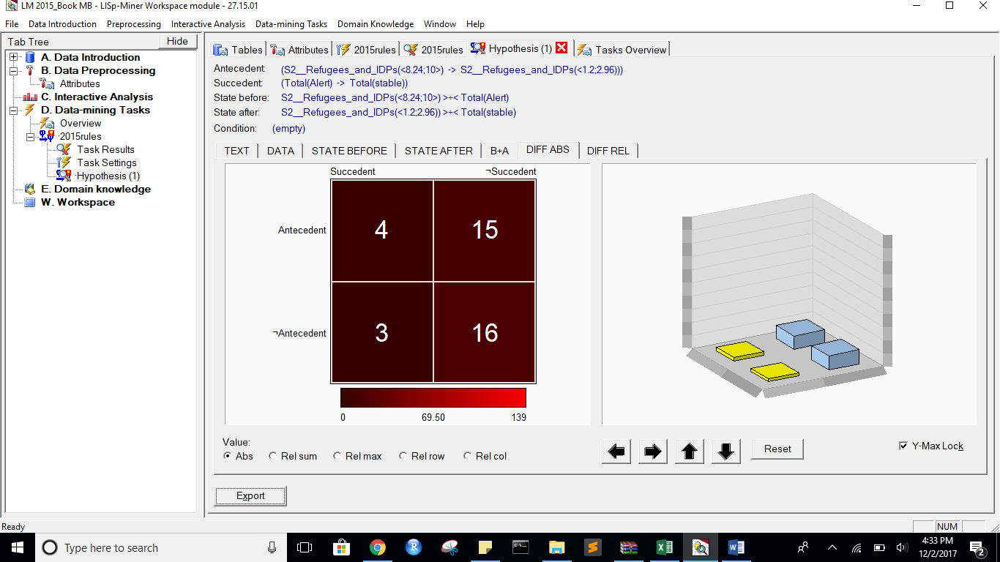 LM 2015_Book MB - LISp-Miner Workspace module - 27.15.01
File Data Introduction Preprocessing Interactive Analysis Data-mining Tasks Domain Knowledge Window Help
Tab Tree Hide
A. Data Introduction
B. Data Preprocessing
Attributes
C. Interactive Analysis
D. Data-mining Tasks
Overview
2015rules
Task Results
Task Settings
Hypothesis (1)
E. Domain knowledge
W. Workspace
Tables Attributes 2015rules 2015rules Hypothesis (1) Tasks Overview
Antecedent: (S2__Refugees_and_IDPs(<8.24;10>) -> S2__Refugees_and_IDPs(<1.2;2.96)))
Succedent: (Total(Alert) -> Total(stable))
State before: S2__Refugees_and_IDPs(<8.24;10>) >÷< Total(Alert)
State after: S2__Refugees_and_IDPs(<1.2;2.96)) >÷< Total(stable)
Condition: (empty)
TEXT DATA STATE BEFORE STATE AFTER B+A DIFF ABS DIFF REL
Succedent ¬Succedent
Antecedent 4 15
¬Antecedent 3 16
0 69.50 139
Value:
Abs Rel sum Rel max Rel row Rel col
Reset
Y-Max Lock
Export
Ready
NUM
Type here to search
4:33 PM
12/2/2017
2